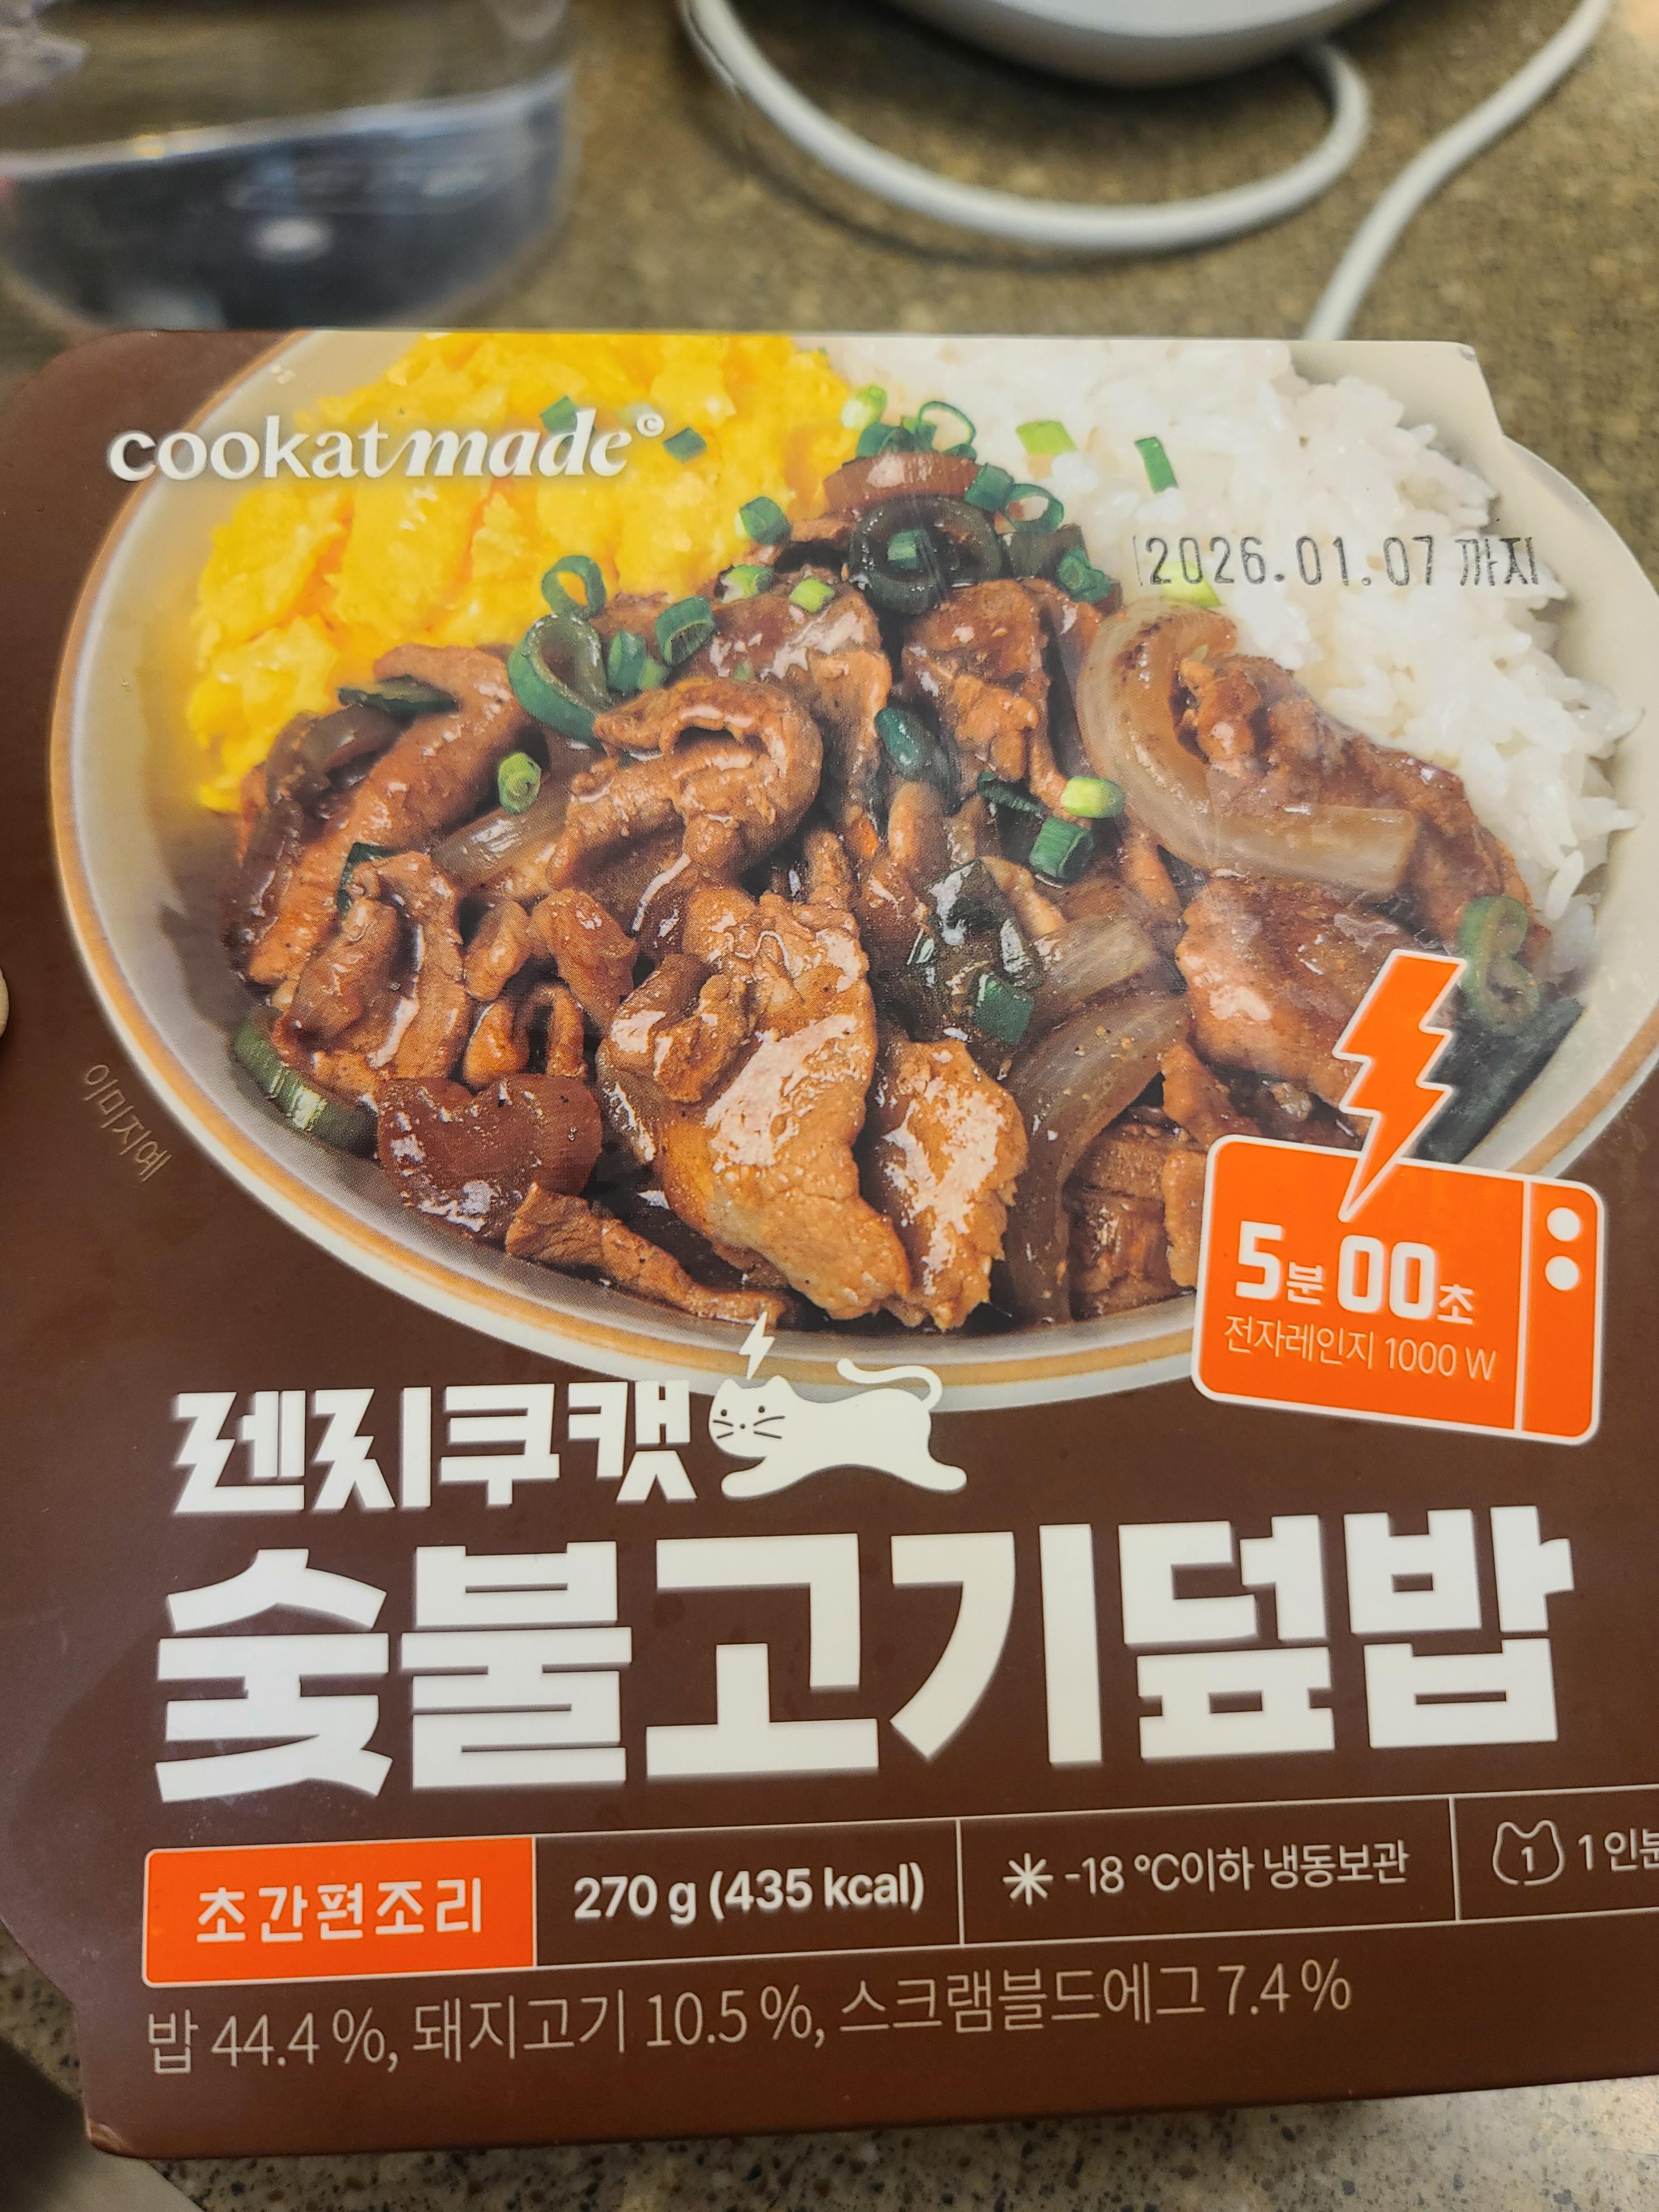 cookatmade©
2026.01.07 까지
이미지예
5분 00초
전자레인지 1000 W
렌지쿠캣
숯불고기덮밥
초간편조리
270 g (435 kcal)
-18 °C이하 냉동보관
1
1인분
밥 44.4 %, 돼지고기 10.5 %, 스크램블드에그 7.4 %